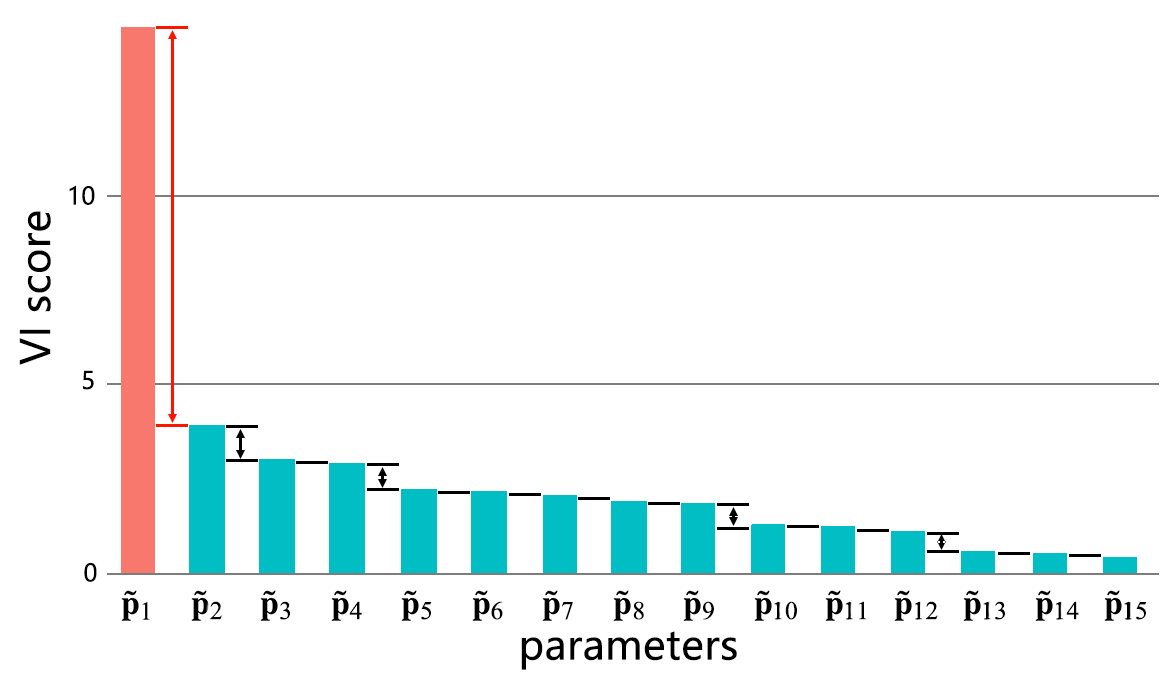 10
5
0
VI score
p̃1 p̃2 p̃3 p̃4 p̃5 p̃6 p̃7 p̃8 p̃9 p̃10 p̃11 p̃12 p̃13 p̃14 p̃15
parameters